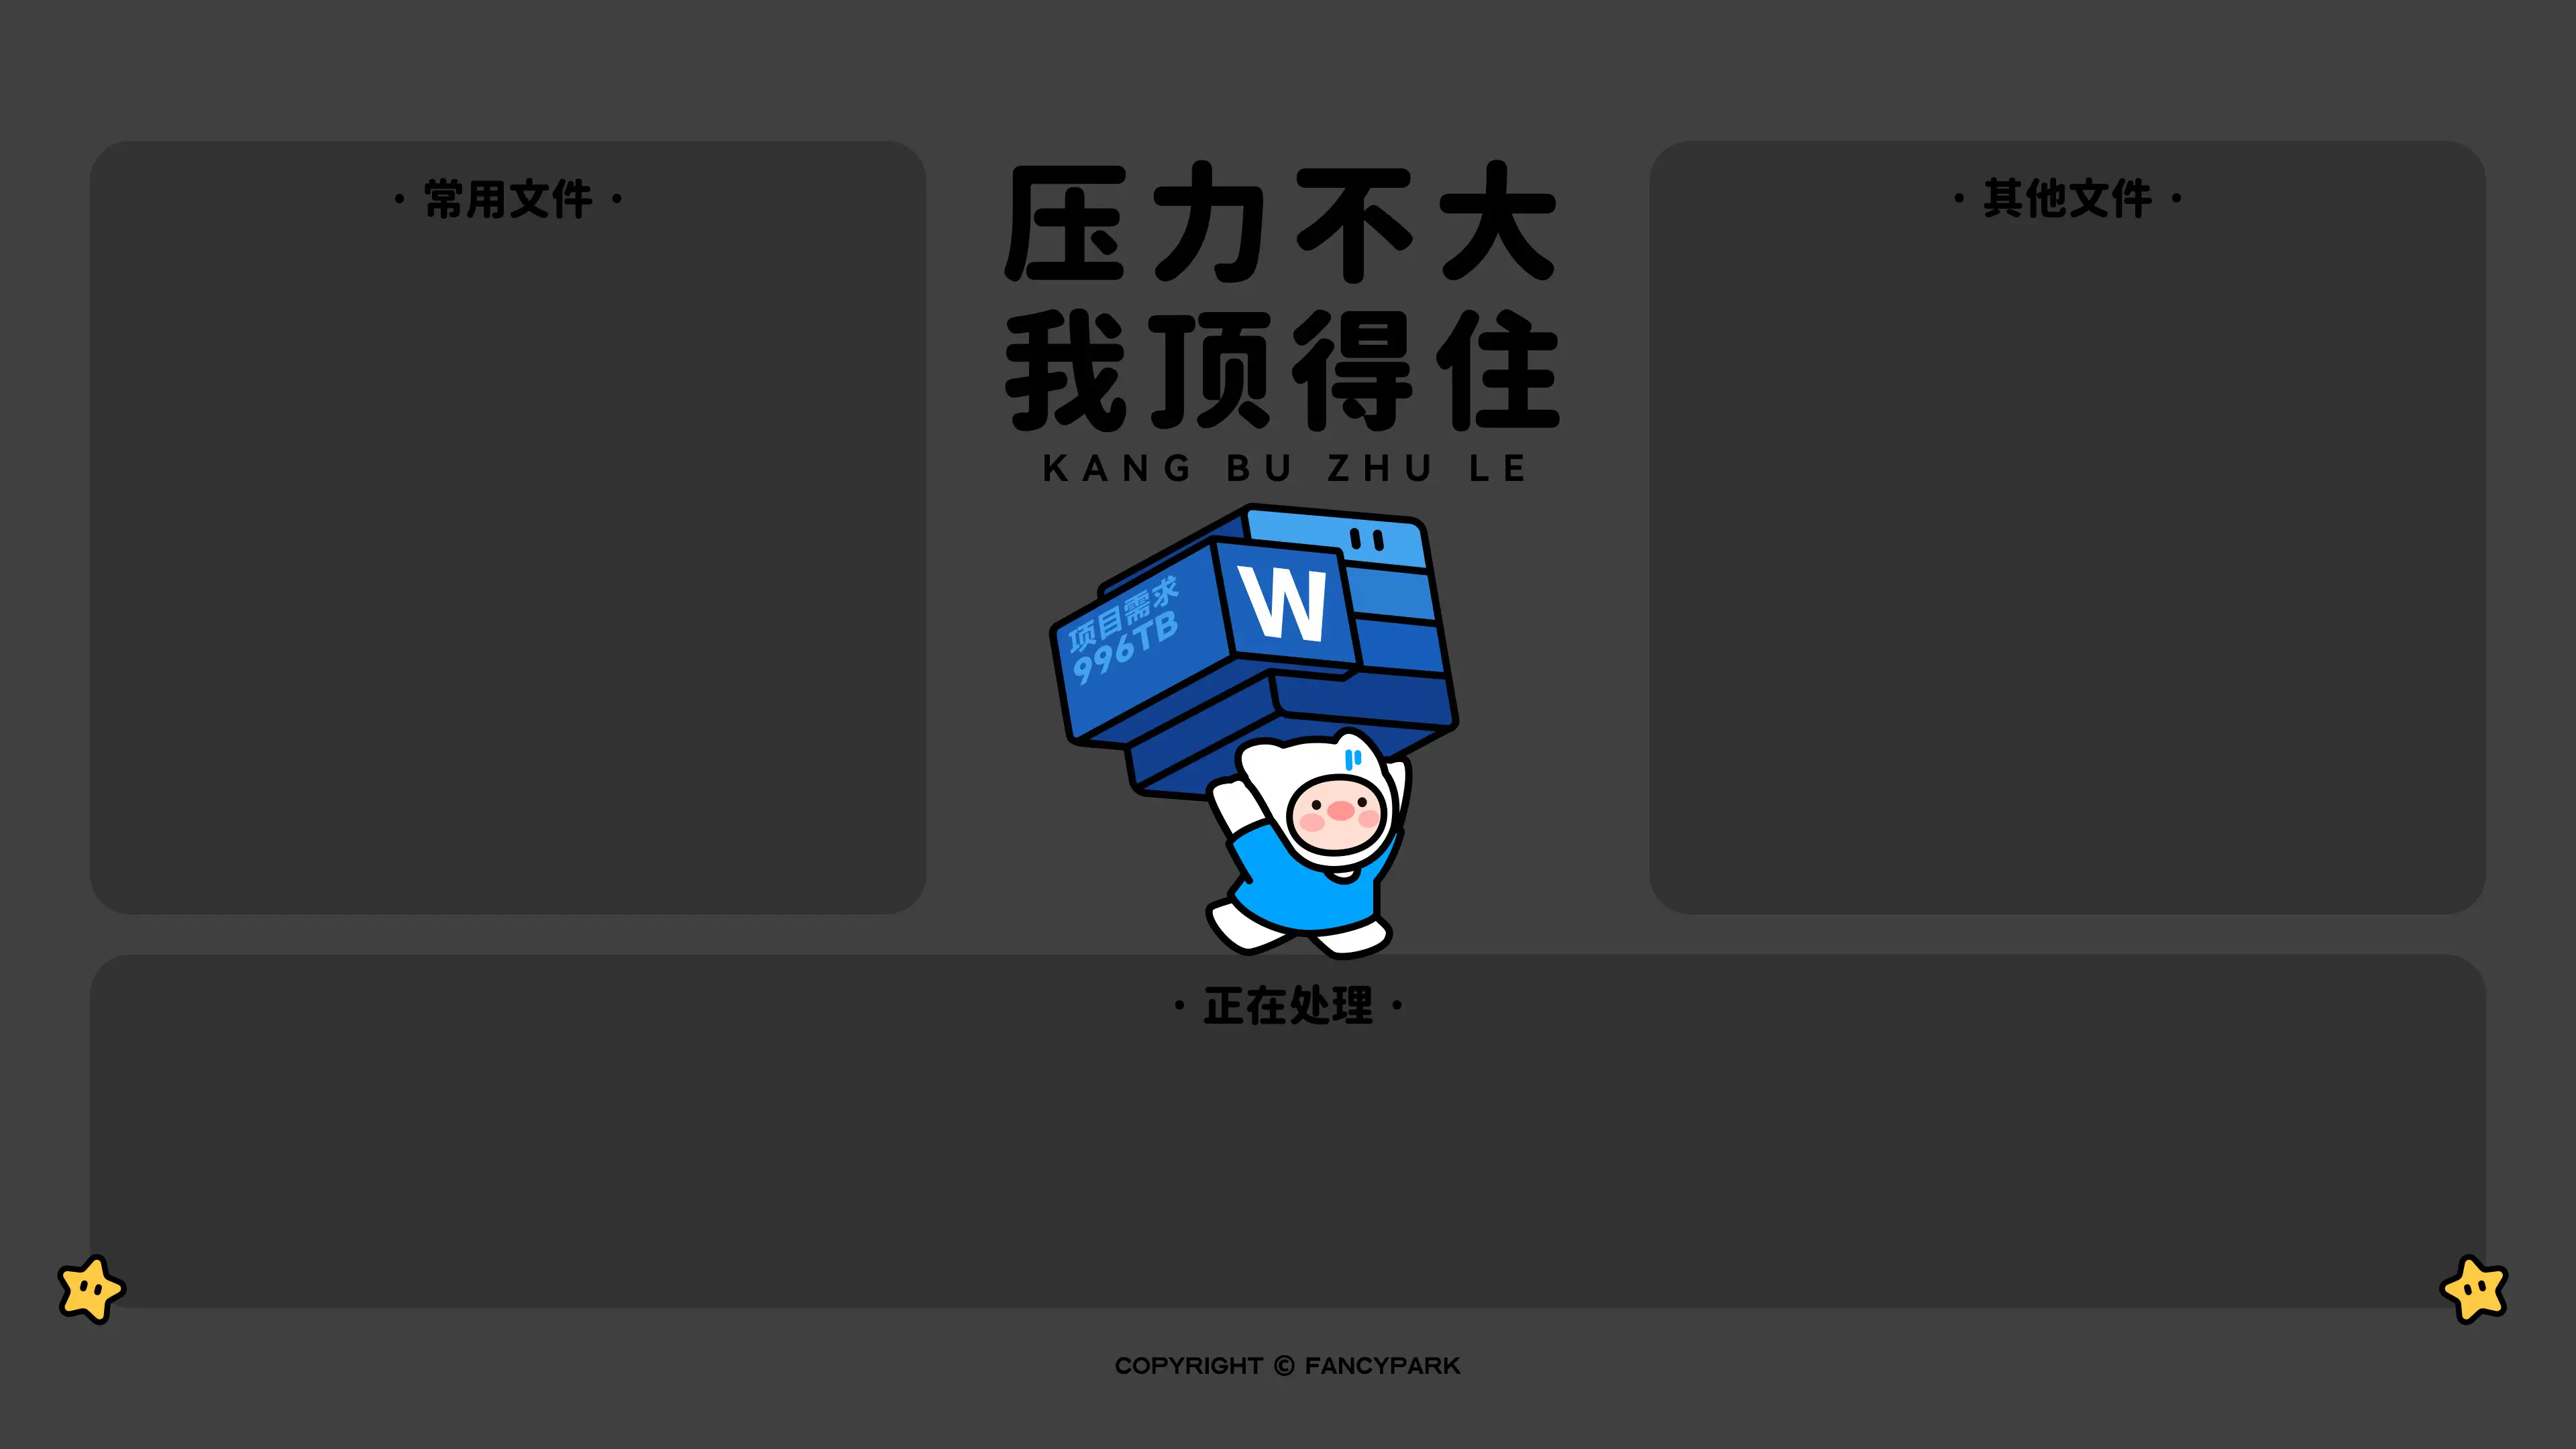 · 常用文件 ·
压力不大
我顶得住
KANG BU ZHU LE
· 其他文件 ·
W
项目需求
996TB
· 正在处理 ·
COPYRIGHT © FANCYPARK